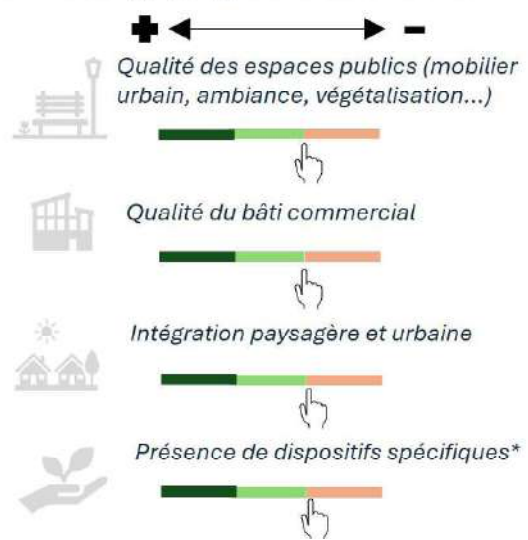 Qualité des espaces publics (mobilier
urbain, ambiance, végétalisation...)
Qualité du bâti commercial
Intégration paysagère et urbaine
Présence de dispositifs spécifiques*